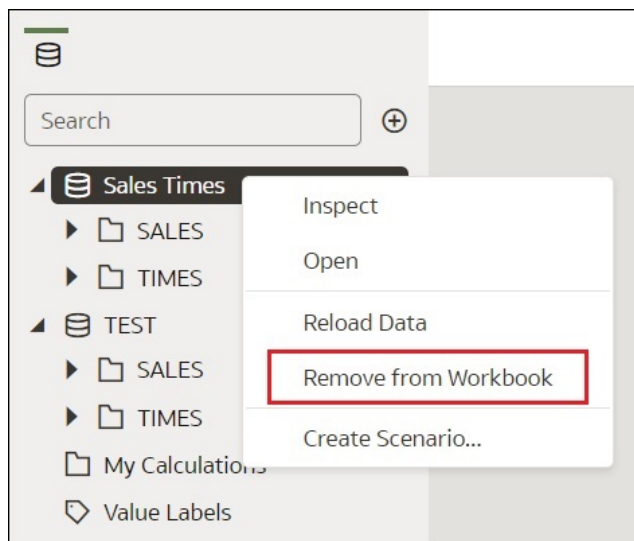 Search
Sales Times
Inspect
SALES
Open
TIMES
TEST
Reload Data
SALES
Remove from Workbook
TIMES
Create Scenario...
My Calculations
Value Labels